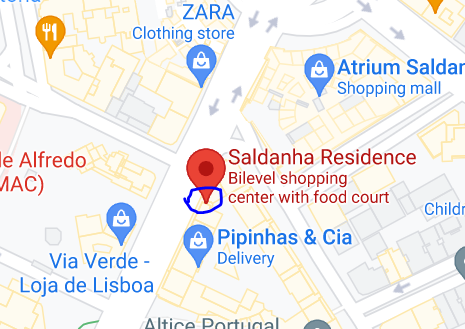 ZARA
Clothing store
Atrium Saldan
Shopping mall
Saldanha Residence
Bilevel shopping
center with food court
de Alfredo
MAC)
Child
Pipinhas & Cia
Delivery
Via Verde -
Loja de Lisboa
Altice Portugal